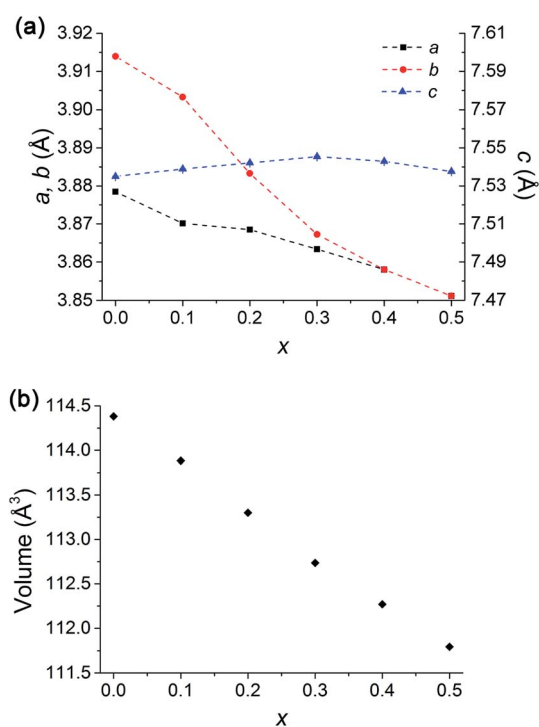 (a)
3.92
3.91
3.90
3.89
3.88
3.87
3.86
3.85
a, b (Å)
a
b
c
7.61
7.59
7.57
7.55
7.53
7.51
7.49
7.47
c (Å)
0.0 0.1 0.2 0.3 0.4 0.5
x
(b)
114.5
114.0
113.5
113.0
112.5
112.0
111.5
Volume (Å³)
0.0 0.1 0.2 0.3 0.4 0.5
x